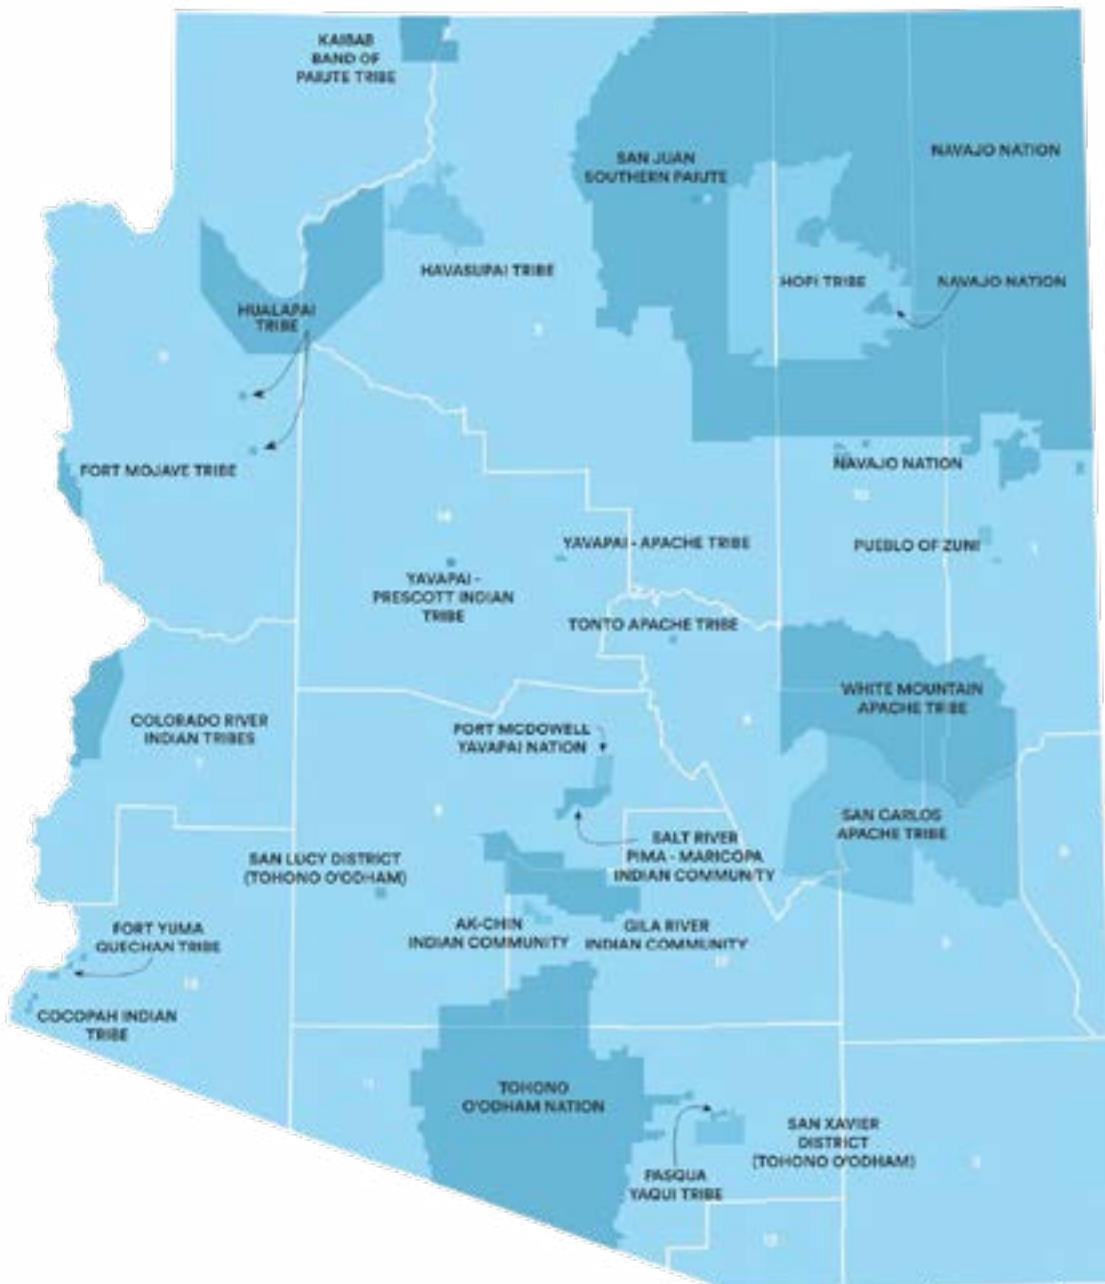 KAIBAB
BAND OF
PAIUTE TRIBE
SAN JUAN
SOUTHERN PAIUTE
NAVAJO NATION
HAVASUPAI TRIBE
HOPI TRIBE
NAVAJO NATION
HUALAPAI
TRIBE
FORT MOJAVE TRIBE
NAVAJO NATION
YAVAPAI - APACHE TRIBE
PUEBLO OF ZUNI
YAVAPAI -
PRESCOTT INDIAN
TRIBE
TONTO APACHE TRIBE
WHITE MOUNTAIN
APACHE TRIBE
COLORADO RIVER
INDIAN TRIBES
FORT MCDOWELL
YAVAPAI NATION
SALT RIVER
PIMA - MARICOPA
INDIAN COMMUNITY
SAN CARLOS
APACHE TRIBE
SAN LUCY DISTRICT
(TOHONO O'ODHAM)
AK-CHIN
INDIAN COMMUNITY
GILA RIVER
INDIAN COMMUNITY
FORT YUMA
QUECHAN TRIBE
COCOPAH INDIAN
TRIBE
TOHONO
O'ODHAM NATION
SAN XAVIER
DISTRICT
(TOHONO O'ODHAM)
PASQUA
YAQUI TRIBE